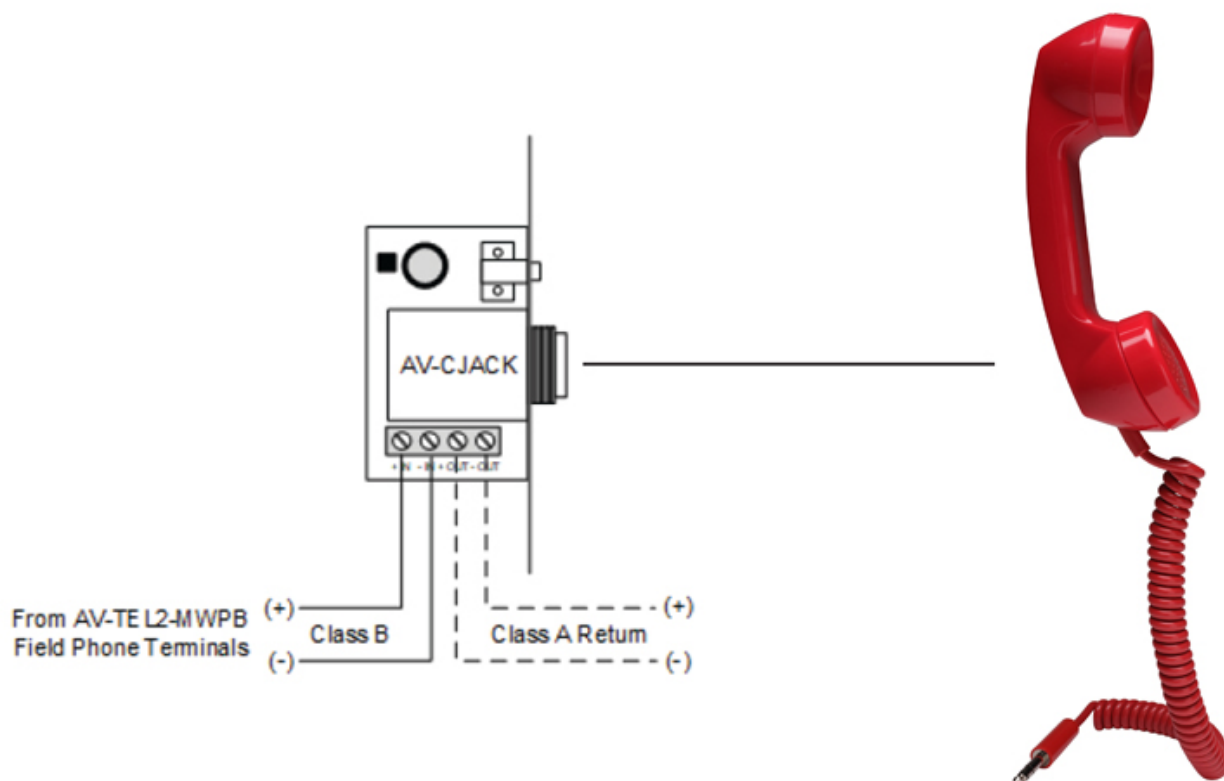 AV-CJACK
+ IN - IN + OUT - OUT
From AV-TEL2-MWPB
Field Phone Terminals
(+)
Class B
(-)
Class A Return
(+)
(-)